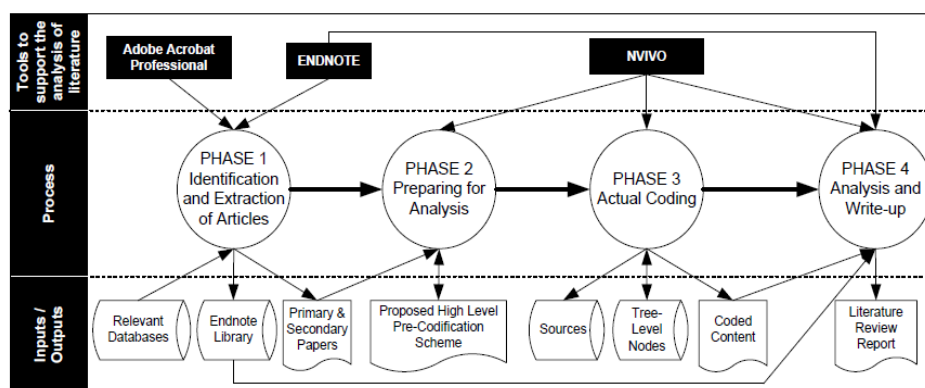 Tools to
support the
analysis of
literature
Adobe Acrobat
Professional
ENDNOTE
NVIVO
Process
PHASE 1
Identification
and Extraction
of Articles
PHASE 2
Preparing for
Analysis
PHASE 3
Actual Coding
PHASE 4
Analysis and
Write-up
Inputs /
Outputs
Relevant
Databases
Endnote
Library
Primary &
Secondary
Papers
Proposed High Level
Pre-Codification
Scheme
Sources
Tree-
Level
Nodes
Coded
Content
Literature
Review
Report